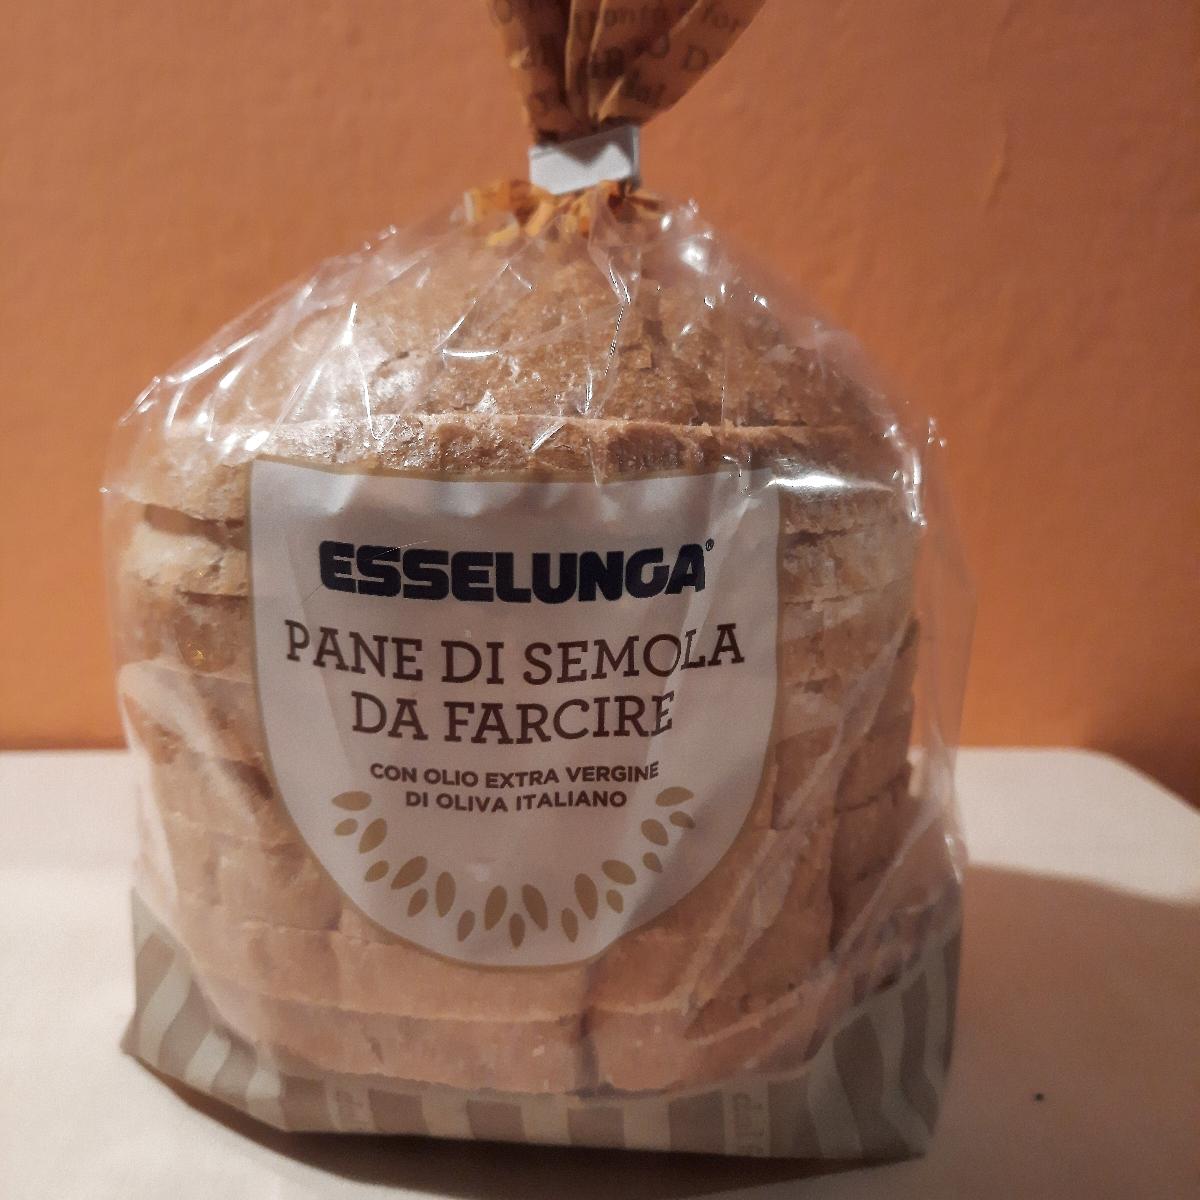 ESSELUNGA®
PANE DI SEMOLA
DA FARCIRE
CON OLIO EXTRA VERGINE
DI OLIVA ITALIANO